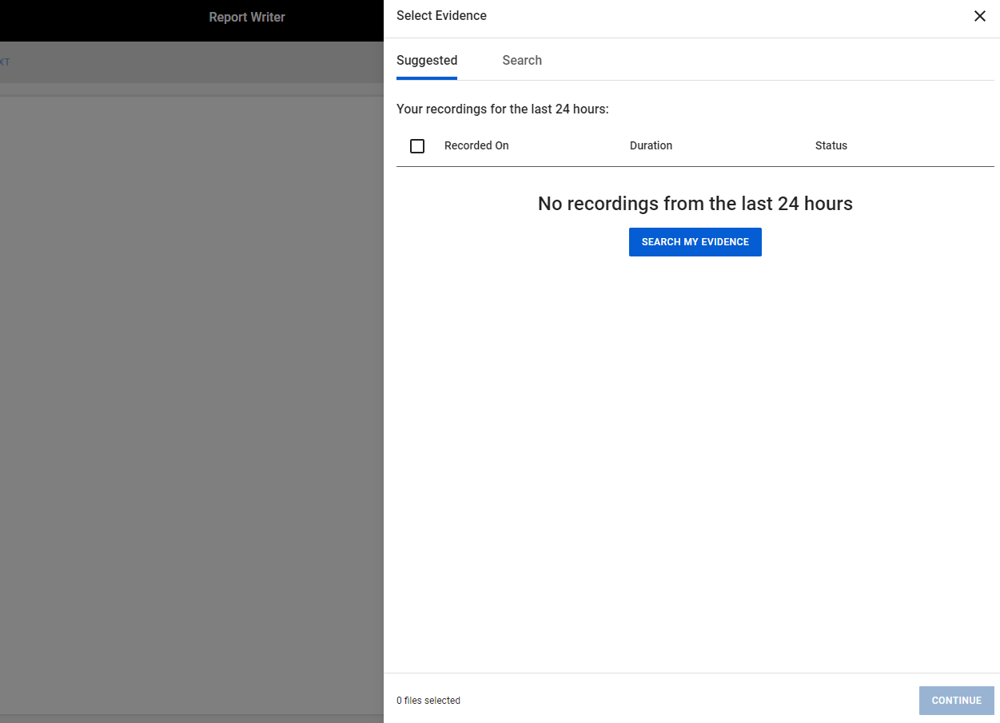 Report Writer
Select Evidence
XT
Suggested
Search
Your recordings for the last 24 hours:
Recorded On
Duration
Status
No recordings from the last 24 hours
SEARCH MY EVIDENCE
0 files selected
CONTINUE